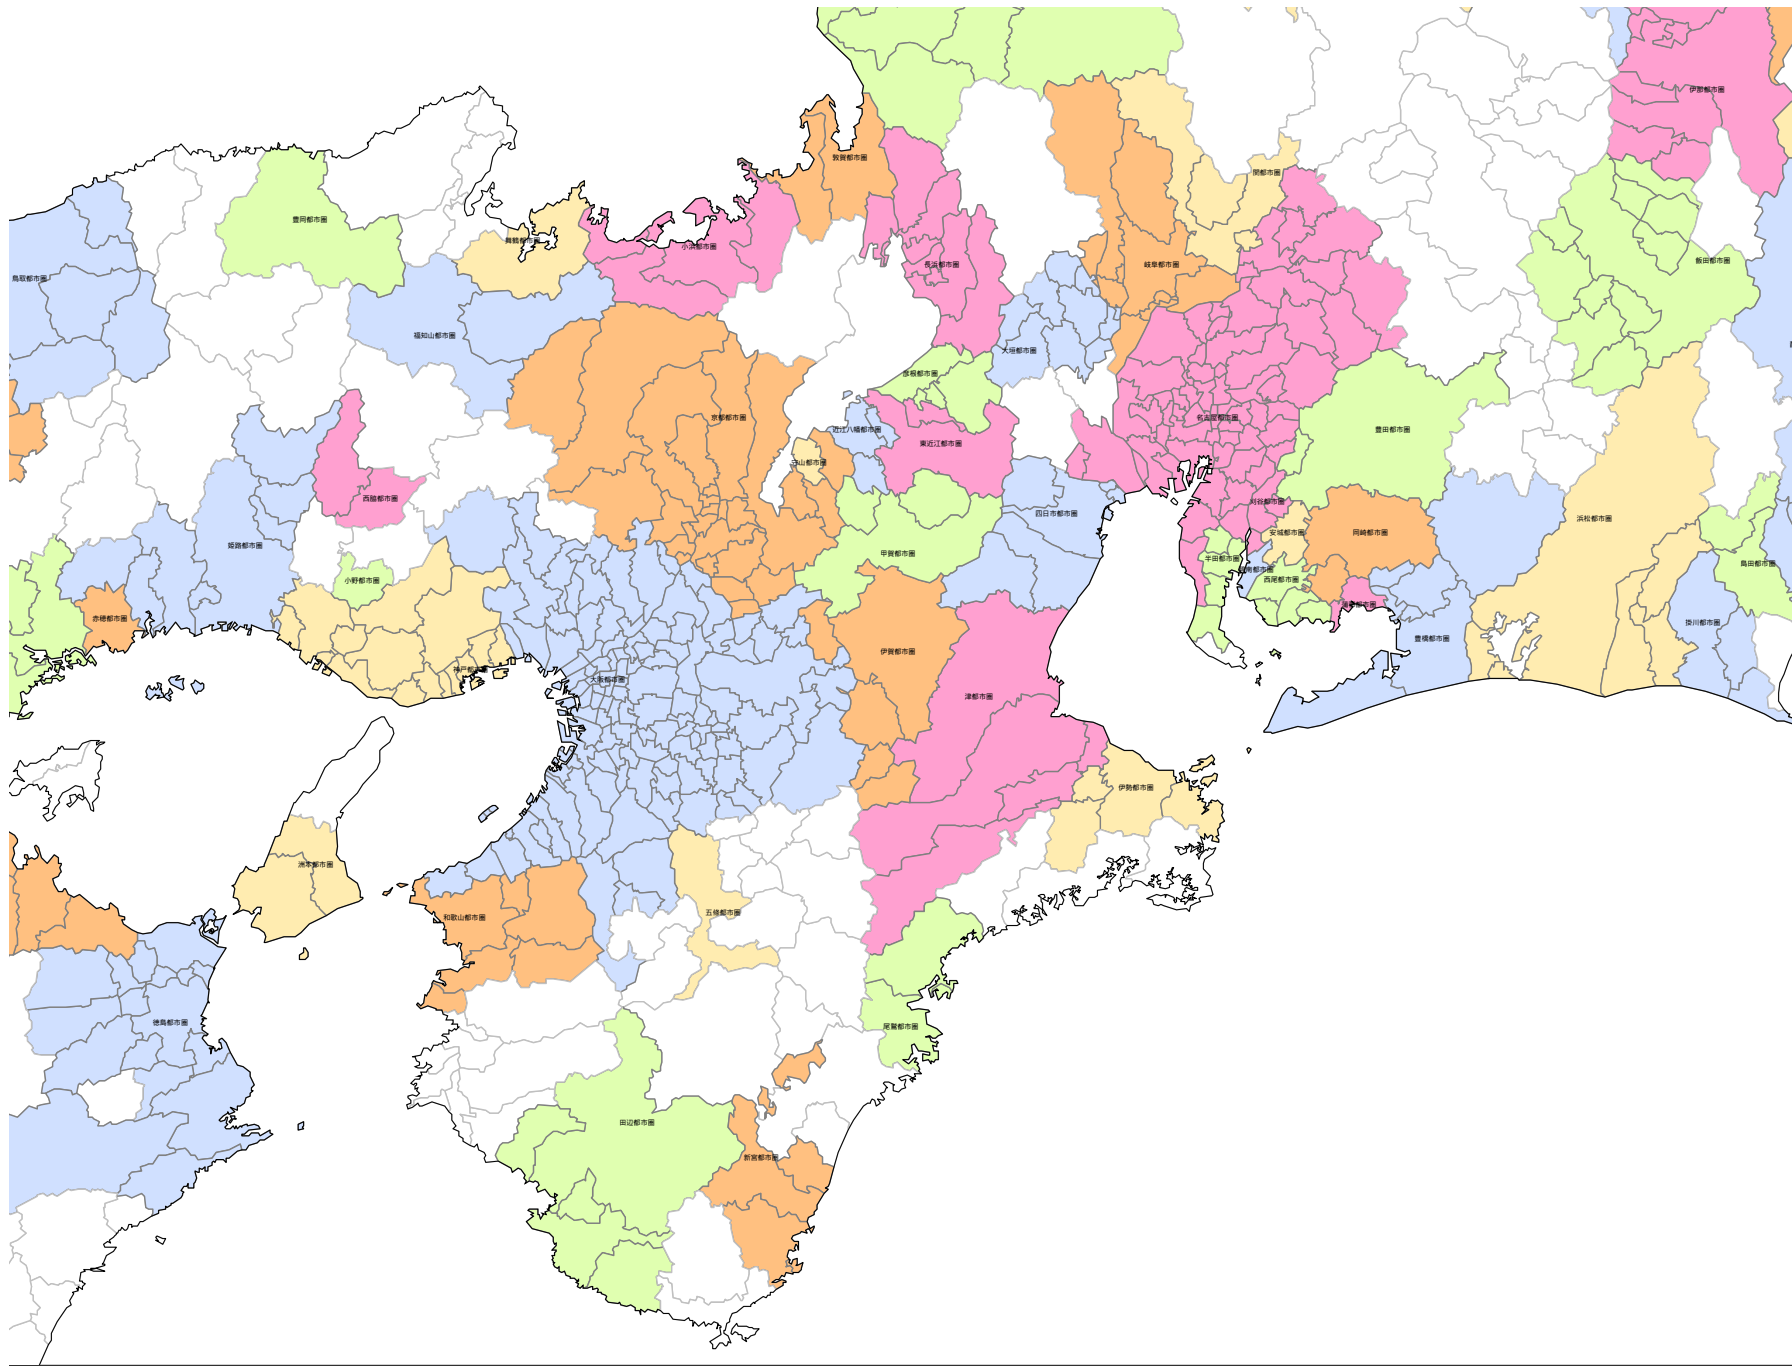 伊那都市圏
敦賀都市圏
関都市圏
豊岡都市圏
舞鶴都市圏
小浜都市圏
長浜都市圏
岐阜都市圏
飯田都市圏
鳥取都市圏
福知山都市圏
大垣都市圏
彦根都市圏
京都都市圏
近江八幡都市圏
東近江都市圏
名古屋都市圏
豊田都市圏
守山都市圏
西脇都市圏
四日市都市圏
刈谷都市圏
浜松都市圏
姫路都市圏
甲賀都市圏
安城都市圏
岡崎都市圏
半田都市圏
島田都市圏
小野都市圏
西尾都市圏
赤穂都市圏
蒲郡都市圏
掛川都市圏
豊橋都市圏
伊賀都市圏
神戸都市圏
大阪都市圏
津都市圏
伊勢都市圏
洲本都市圏
和歌山都市圏
五條都市圏
徳島都市圏
尾鷲都市圏
田辺都市圏
新宮都市圏